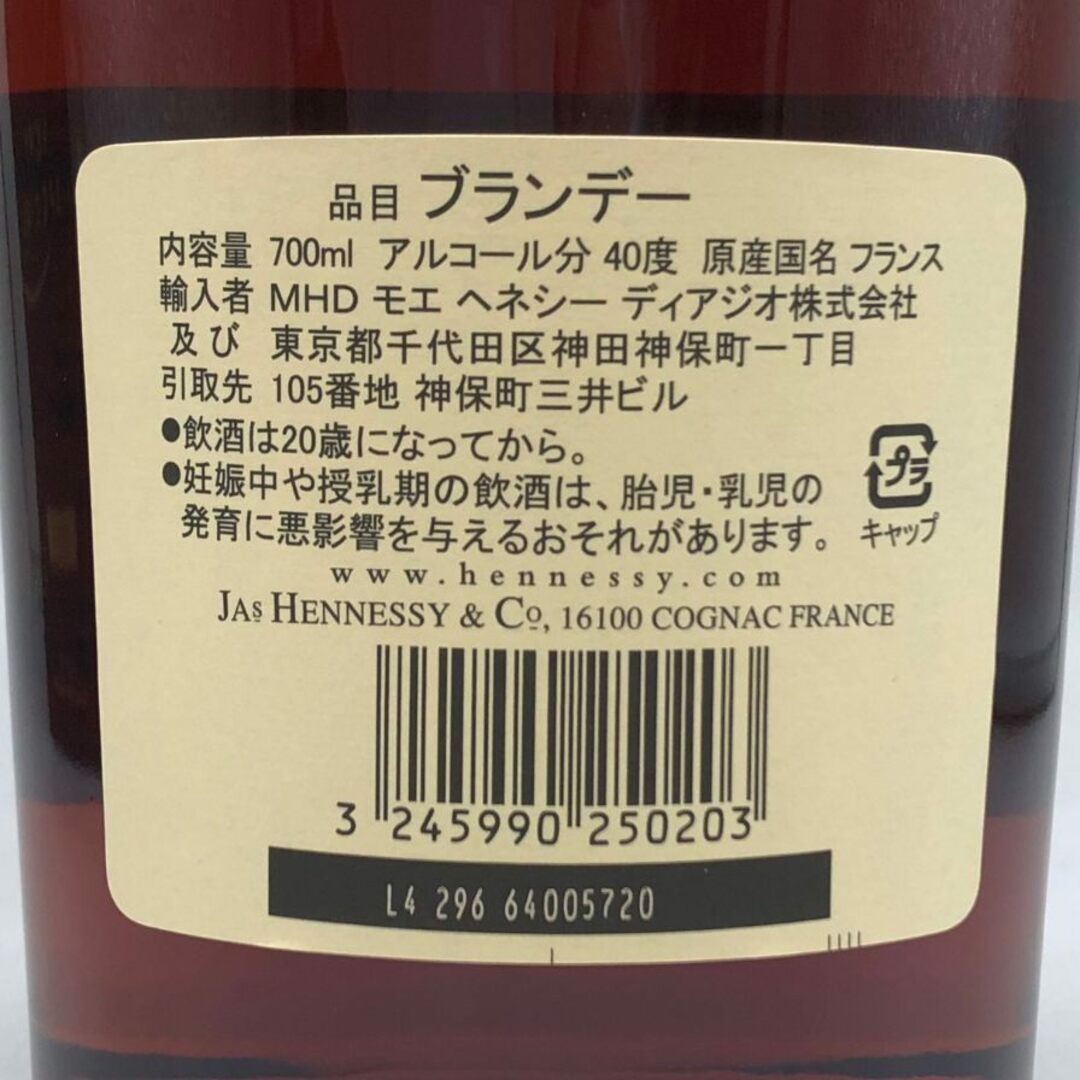 品目 ブランデー
内容量 700ml アルコール分 40度 原産国名 フランス
輸入者 MHD モエ ヘネシー ディアジオ株式会社
及び 東京都千代田区神田神保町一丁目
引取先 105番地 神保町三井ビル
●飲酒は20歳になってから。
●妊娠中や授乳期の飲酒は、胎児・乳児の
発育に悪影響を与えるおそれがあります。
プラ
キャップ
www.hennessy.com
JAS HENNESSY & Cº, 16100 COGNAC FRANCE
3 245990 250203
L4 296 64005720